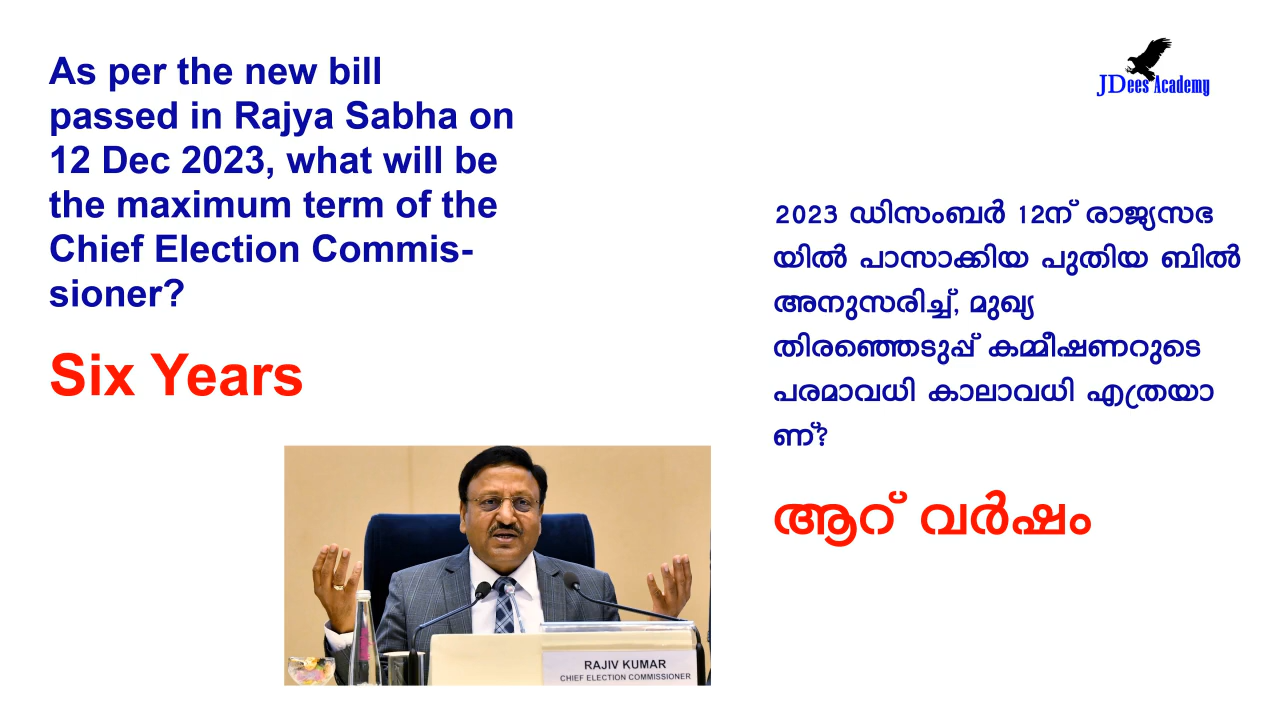 As per the new bill
passed in Rajya Sabha on
12 Dec 2023, what will be
the maximum term of the
Chief Election Commis-
sioner?
Six Years
JDees Academy
2023 ഡിസംബർ 12ന് രാജ്യസഭ
യിൽ പാസാക്കിയ പുതിയ ബിൽ
അനുസരിച്ച്, മുഖ്യ
തിരഞ്ഞെടുപ്പ് കമ്മീഷണറുടെ
പരമാവധി കാലാവധി എത്രയാ
ണ്?
ആറ് വർഷം
RAJIV KUMAR
CHIEF ELECTION COMMISSIONER